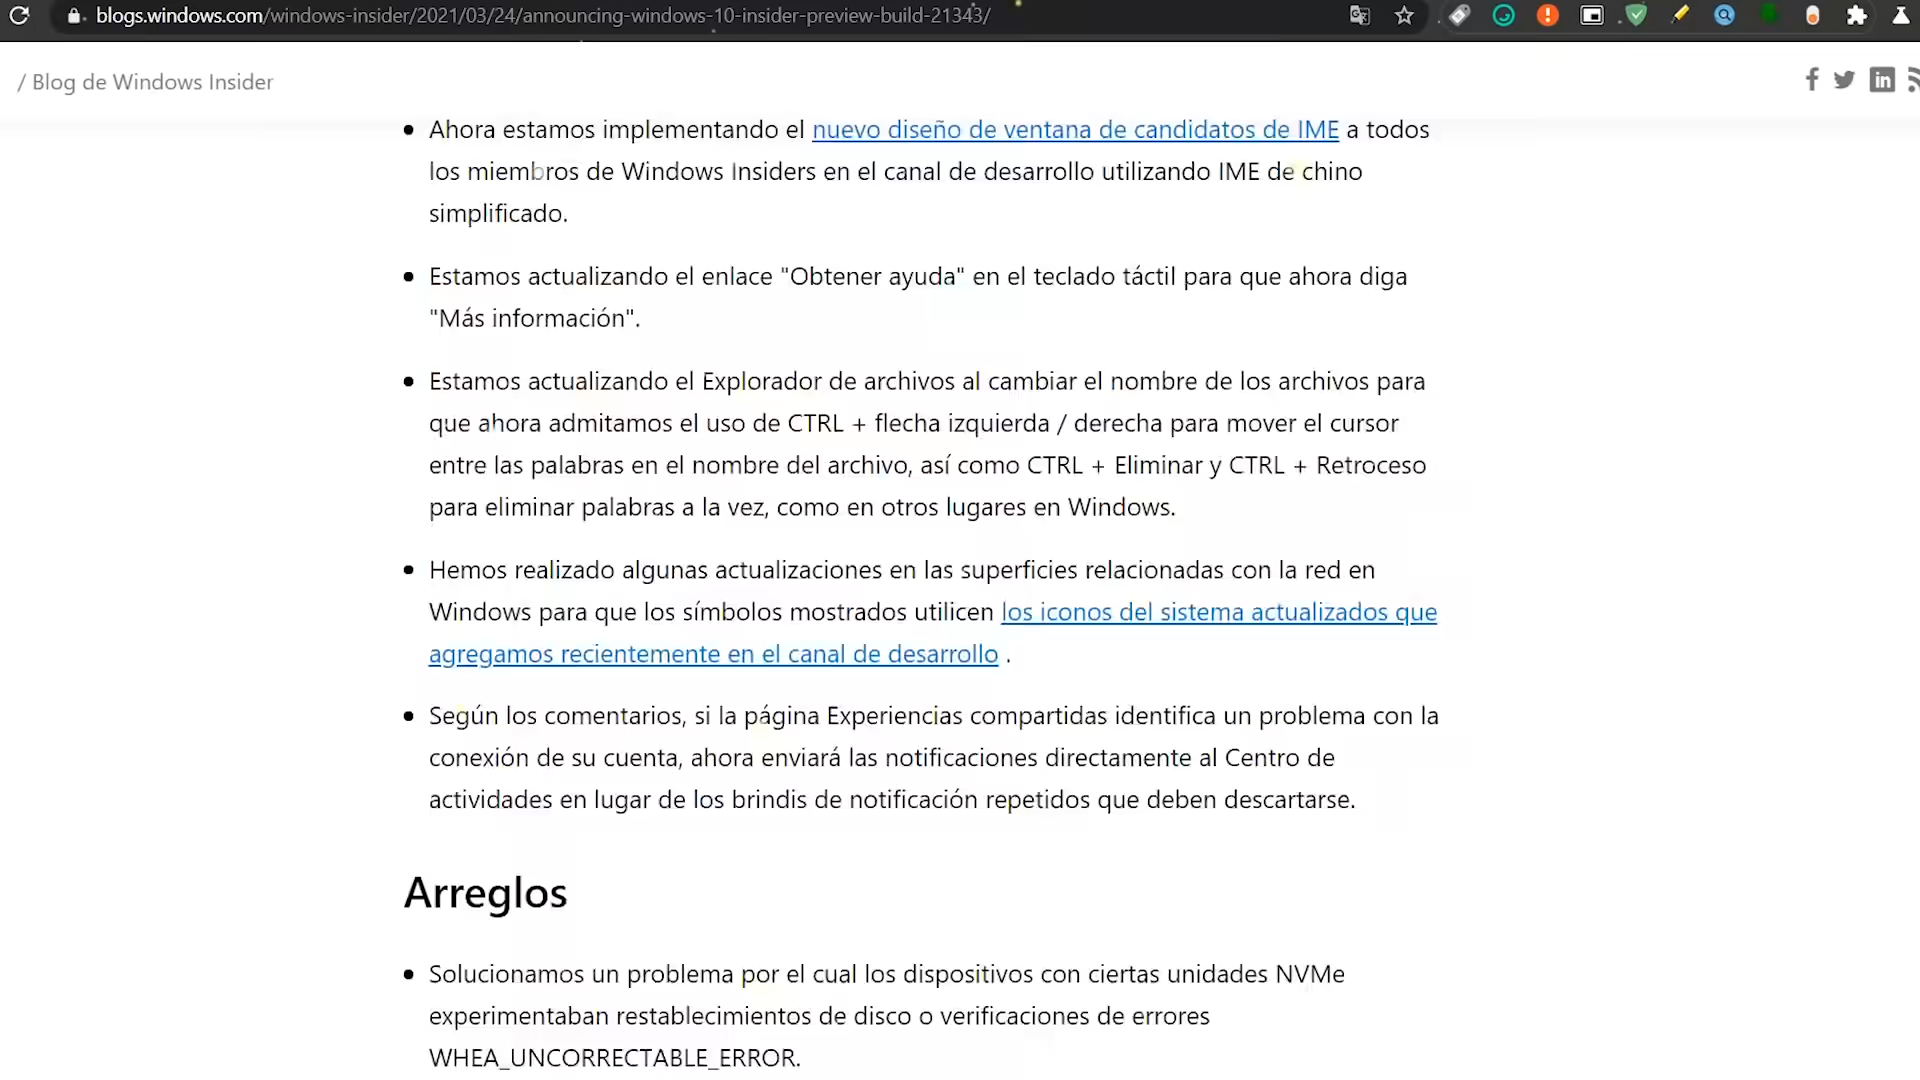 blogs.windows.com/windows-insider/2021/03/24/announcing-windows-10-insider-preview-build-21343/
/ Blog de Windows Insider
Ahora estamos implementando el nuevo diseño de ventana de candidatos de IME a todos
los miembros de Windows Insiders en el canal de desarrollo utilizando IME de chino
simplificado.
Estamos actualizando el enlace "Obtener ayuda" en el teclado táctil para que ahora diga
"Más información".
Estamos actualizando el Explorador de archivos al cambiar el nombre de los archivos para
que ahora admitamos el uso de CTRL + flecha izquierda / derecha para mover el cursor
entre las palabras en el nombre del archivo, así como CTRL + Eliminar y CTRL + Retroceso
para eliminar palabras a la vez, como en otros lugares en Windows.
Hemos realizado algunas actualizaciones en las superficies relacionadas con la red en
Windows para que los símbolos mostrados utilicen los iconos del sistema actualizados que
agregamos recientemente en el canal de desarrollo .
Según los comentarios, si la página Experiencias compartidas identifica un problema con la
conexión de su cuenta, ahora enviará las notificaciones directamente al Centro de
actividades en lugar de los brindis de notificación repetidos que deben descartarse.
Arreglos
Solucionamos un problema por el cual los dispositivos con ciertas unidades NVMe
experimentaban restablecimientos de disco o verificaciones de errores
WHEA_UNCORRECTABLE_ERROR.